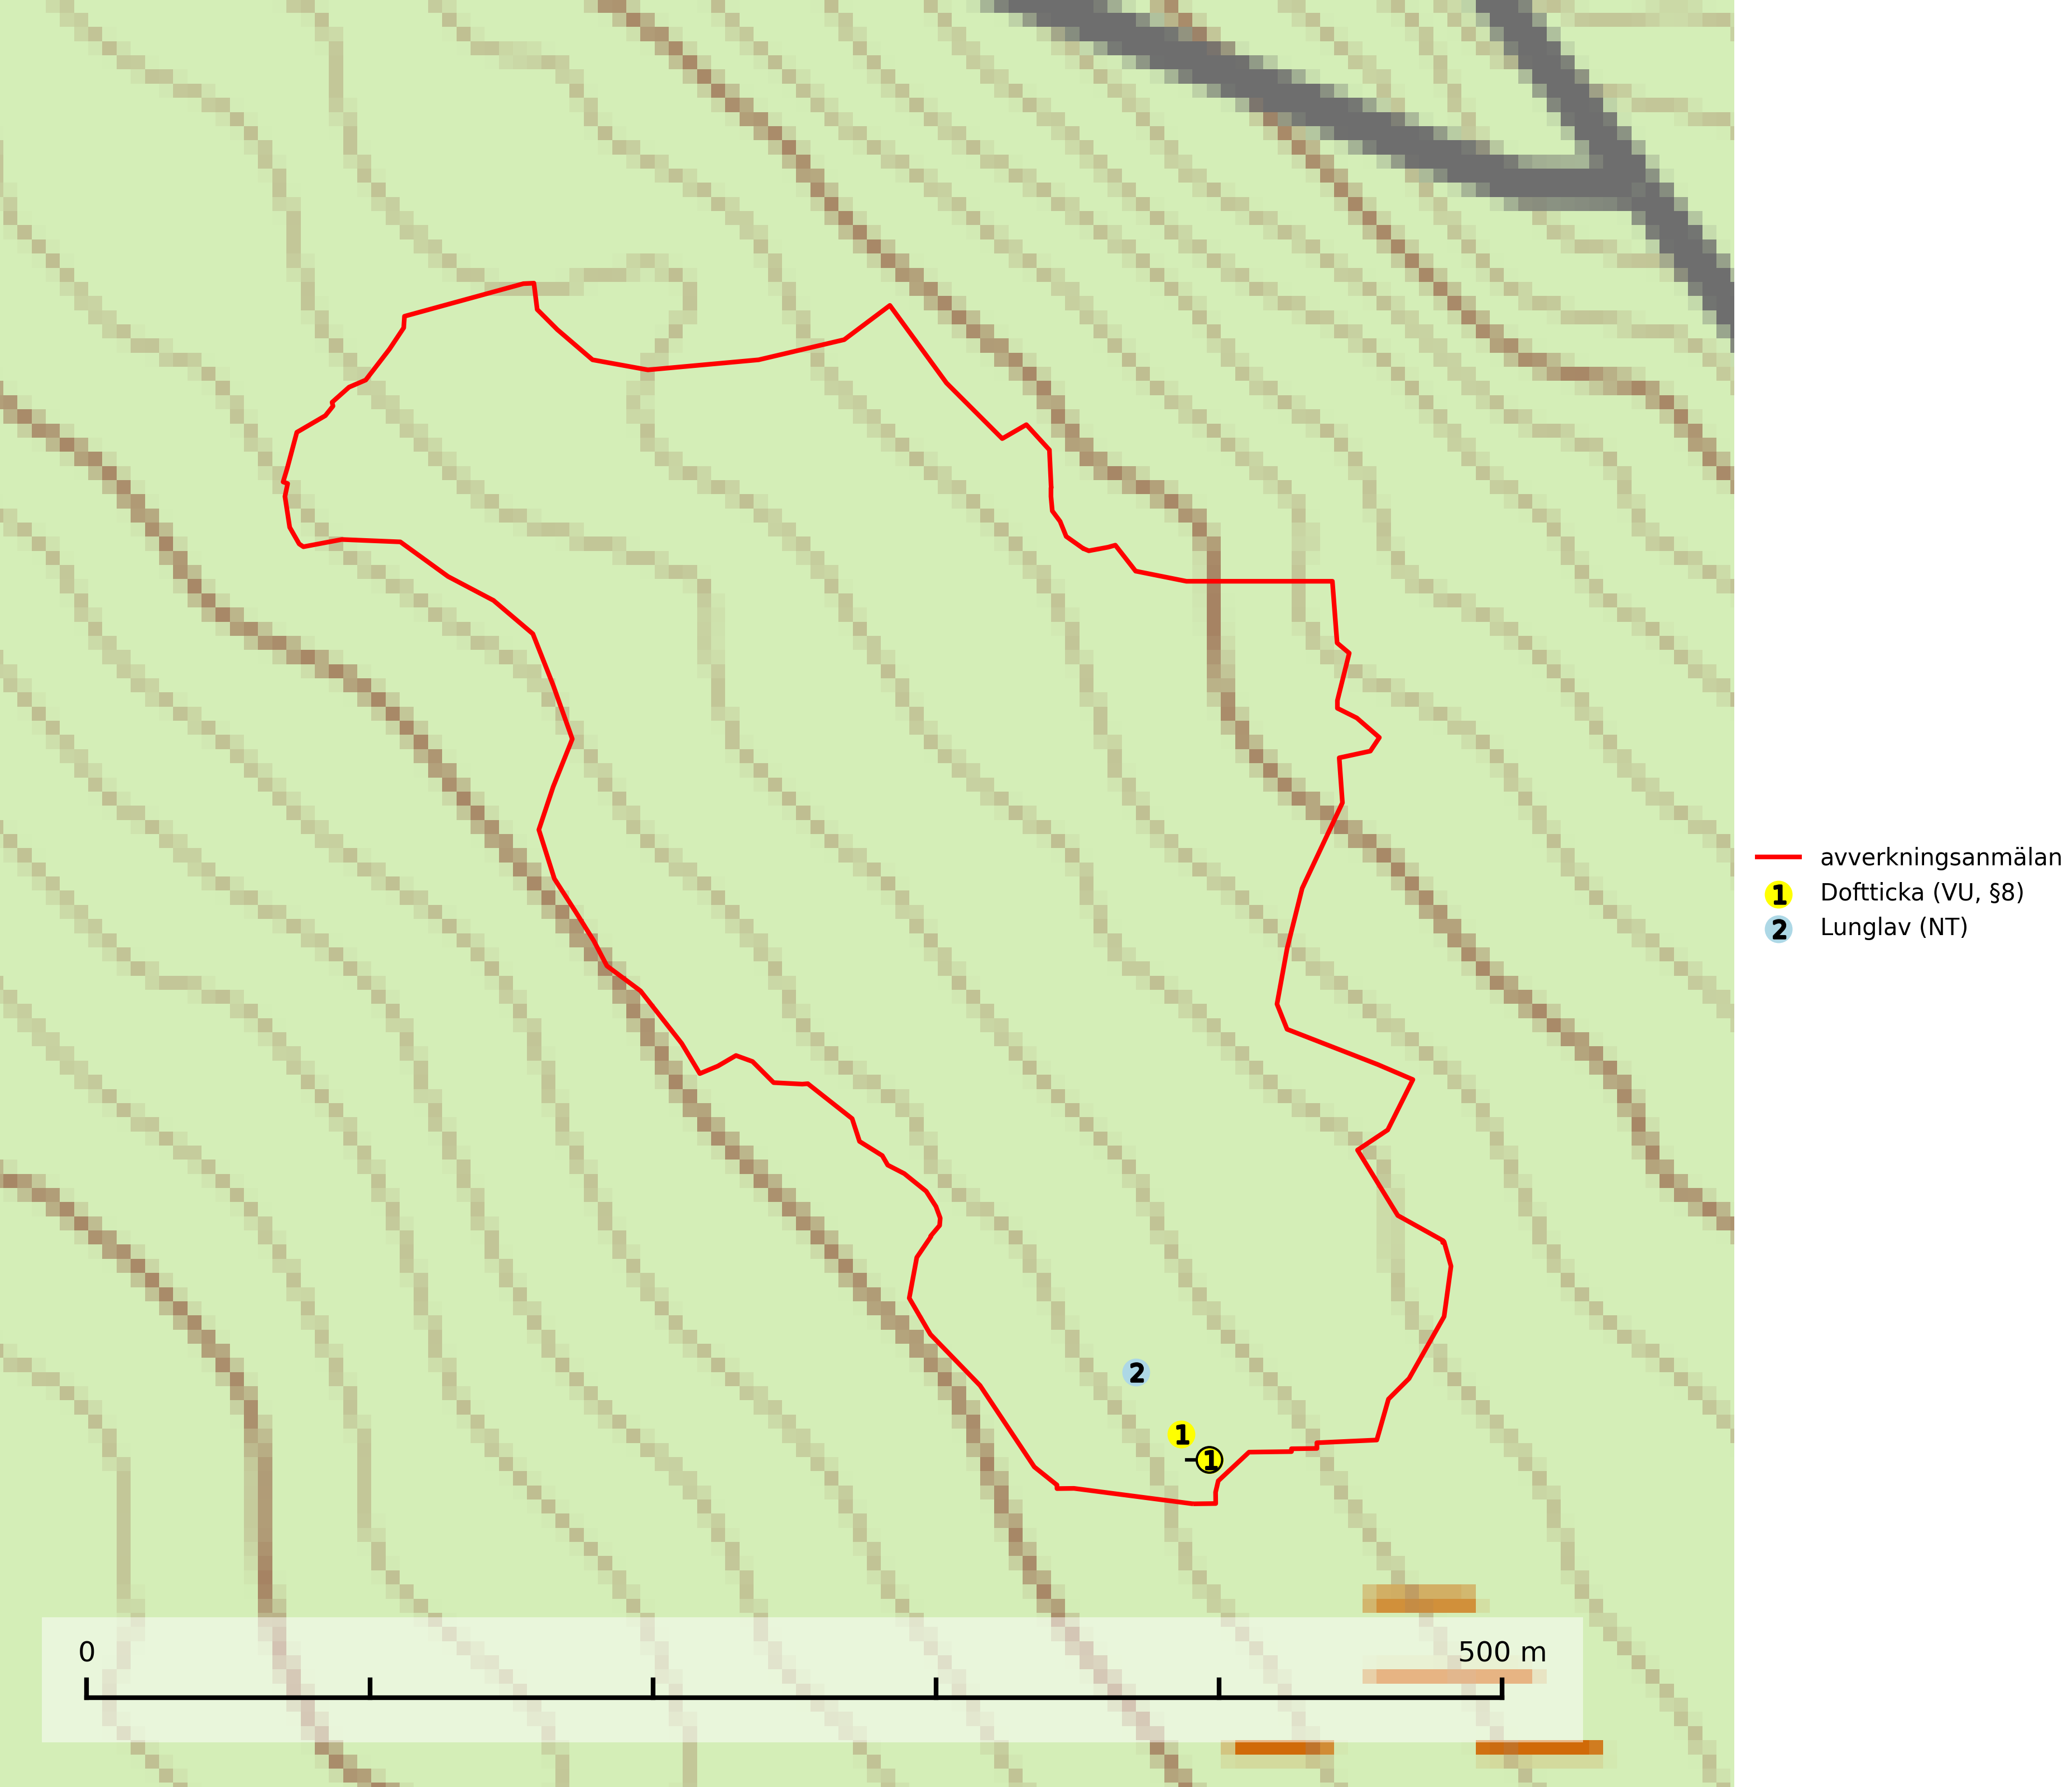 avverkningsanmälan
1 Doftticka (VU, §8)
2 Lunglav (NT)
2
1
1
0 500 m